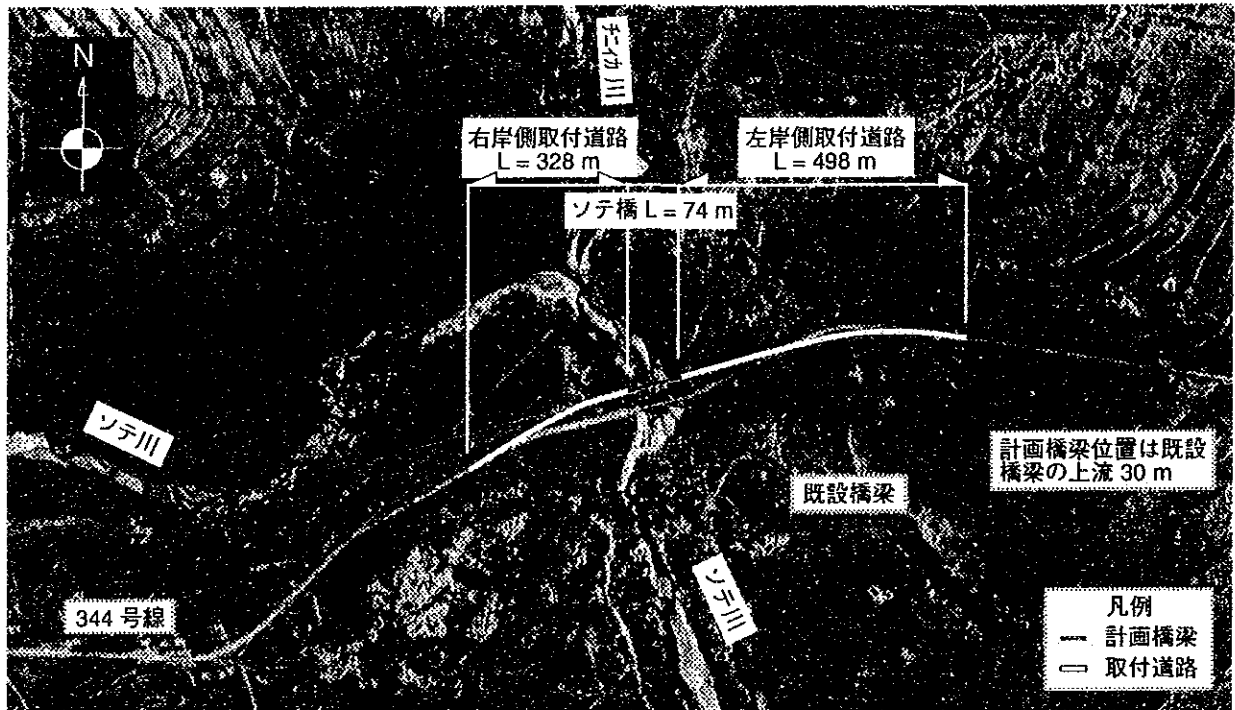 N
チニイカ川
右岸側取付道路
L = 328 m
左岸側取付道路
L = 498 m
ソテ橋 L = 74 m
ソテ川
計画橋梁位置は既設
橋梁の上流 30 m
既設橋梁
ソテ川
344 号線
凡例
計画橋梁
取付道路